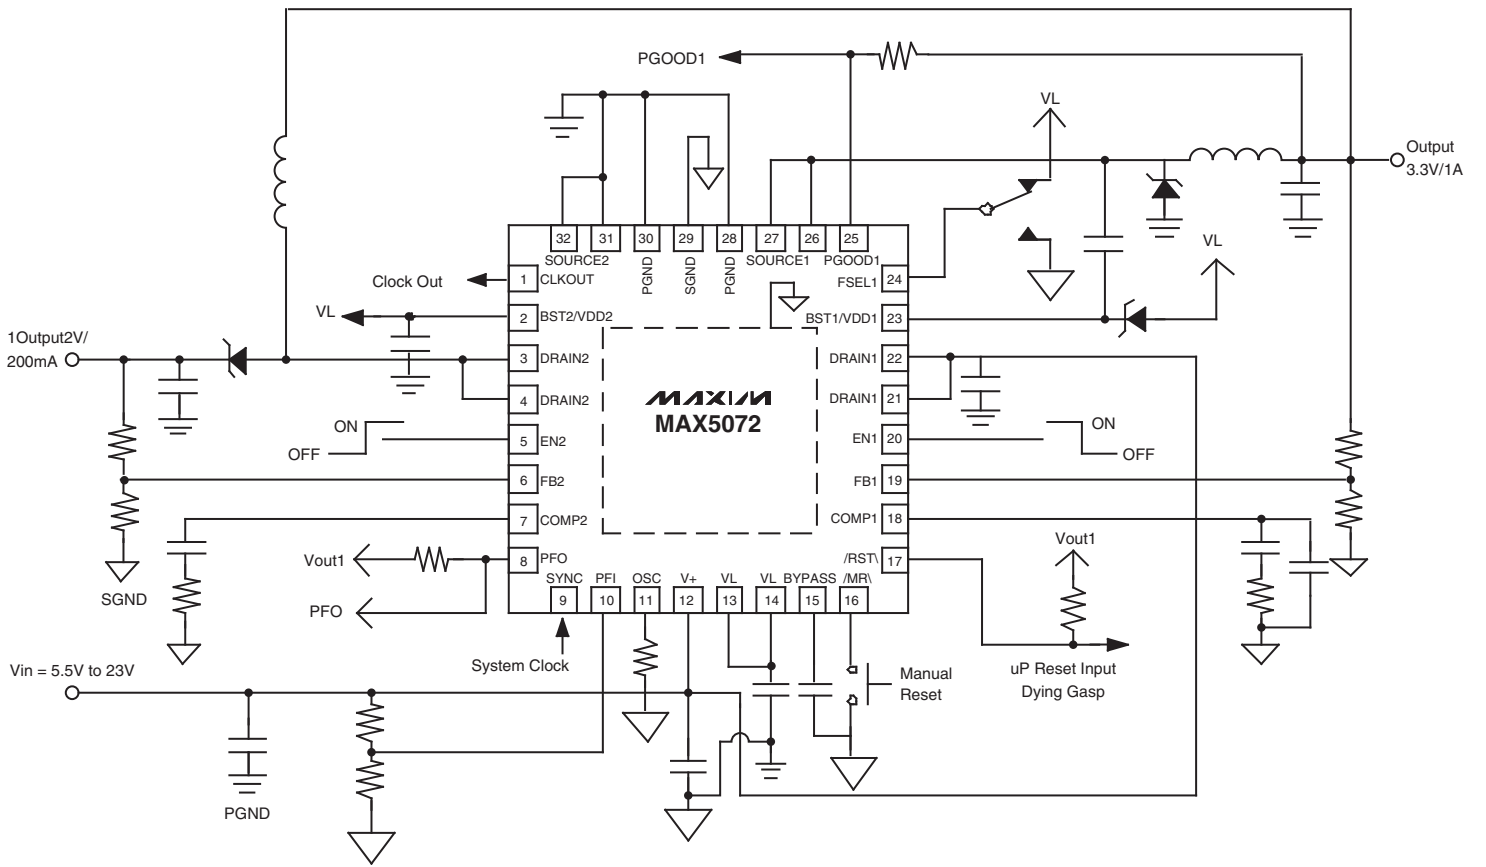 PGOOD1
VL
Output
3.3V/1A
32 31 30 29 28 27 26 25
SOURCE2 PGND SGND PGND SOURCE1 PGOOD1
Clock Out
1 CLKOUT
FSEL1 24
VL
VL
2 BST2/VDD2
BST1/VDD1 23
1Output2V/
200mA
3 DRAIN2
DRAIN1 22
4 DRAIN2
DRAIN1 21
MAXIM
MAX5072
ON
OFF
5 EN2
EN1 20
ON
OFF
6 FB2
FB1 19
7 COMP2
COMP1 18
Vout1
8 PFO
/RST\ 17
Vout1
SGND
PFO
SYNC PFI OSC V+ VL VL BYPASS /MR\
9 10 11 12 13 14 15 16
System Clock
Vin = 5.5V to 23V
Manual
Reset
uP Reset Input
Dying Gasp
PGND